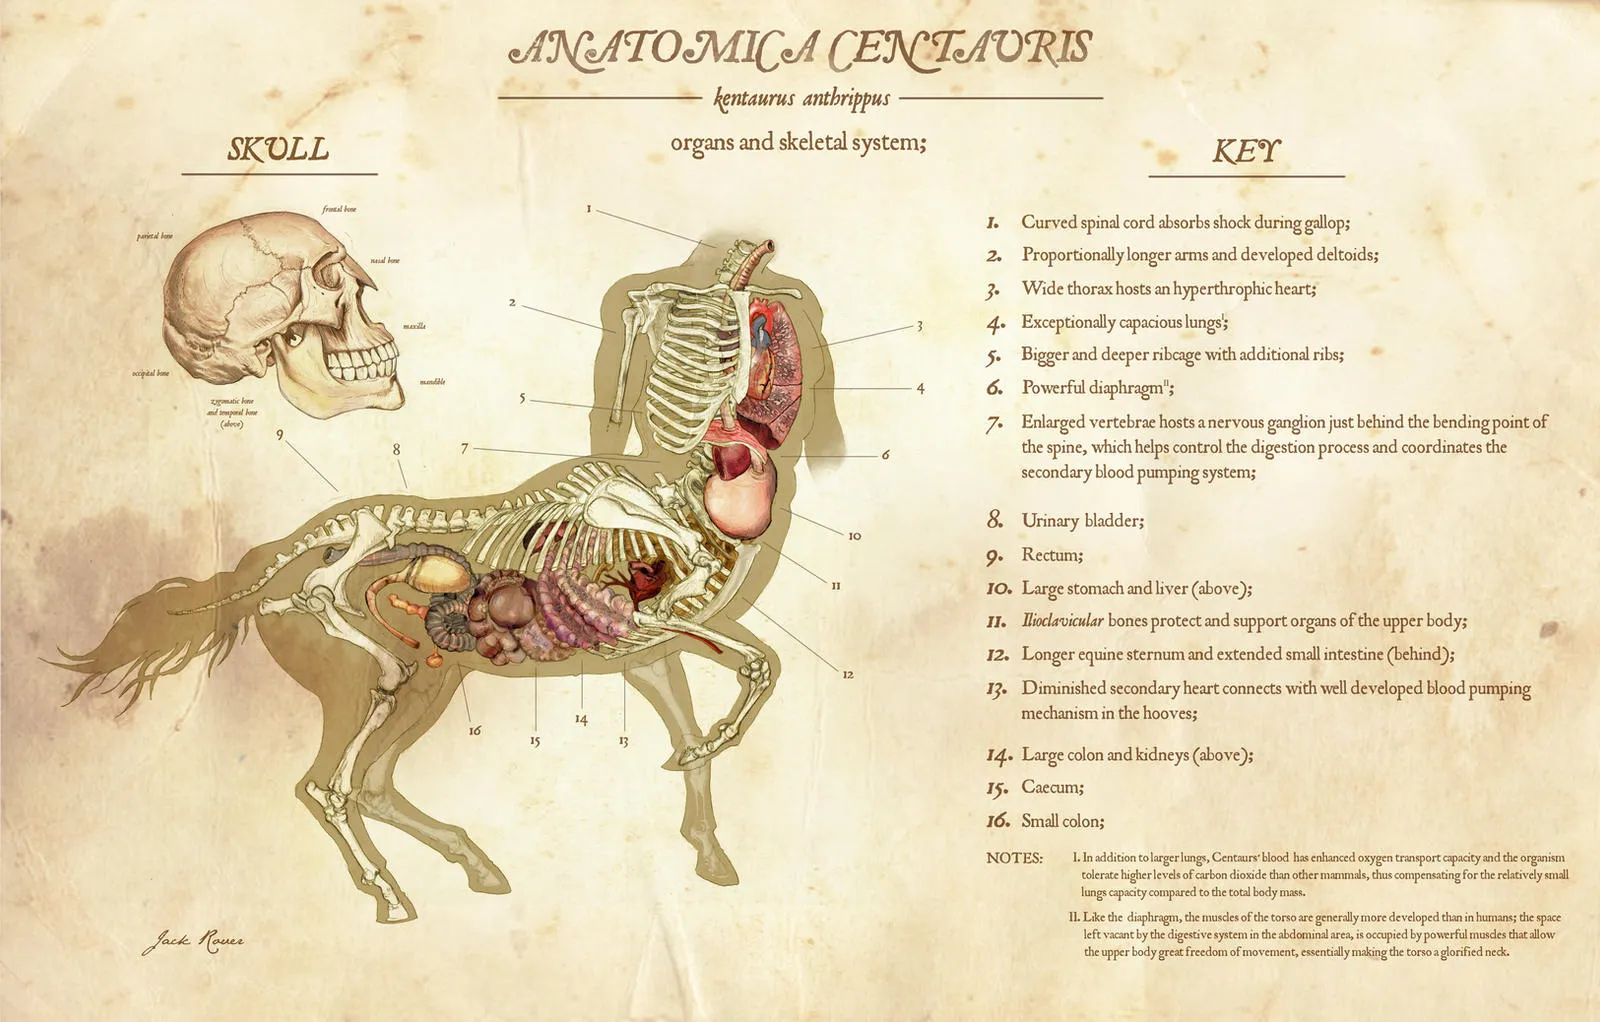 ANATOMICA CENTAURIS
kentaurus anthrippus
organs and skeletal system;
SKULL
frontal bone
parietal bone
nasal bone
maxilla
occipital bone
mandible
zygomatic bone
and temporal bone
(above)
1
2
3
4
5
6
7
8
9
10
11
12
13
14
15
16
Jack Rover
KEY
1. Curved spinal cord absorbs shock during gallop;
2. Proportionally longer arms and developed deltoids;
3. Wide thorax hosts an hyperthrophic heart;
4. Exceptionally capacious lungsI;
5. Bigger and deeper ribcage with additional ribs;
6. Powerful diaphragmII;
7. Enlarged vertebrae hosts a nervous ganglion just behind the bending point of
the spine, which helps control the digestion process and coordinates the
secondary blood pumping system;
8. Urinary bladder;
9. Rectum;
10. Large stomach and liver (above);
11. Ilioclavicular bones protect and support organs of the upper body;
12. Longer equine sternum and extended small intestine (behind);
13. Diminished secondary heart connects with well developed blood pumping
mechanism in the hooves;
14. Large colon and kidneys (above);
15. Caecum;
16. Small colon;
NOTES: I. In addition to larger lungs, Centaurs' blood has enhanced oxygen transport capacity and the organism
tolerate higher levels of carbon dioxide than other mammals, thus compensating for the relatively small
lungs capacity compared to the total body mass.
II. Like the diaphragm, the muscles of the torso are generally more developed than in humans; the space
left vacant by the digestive system in the abdominal area, is occupied by powerful muscles that allow
the upper body great freedom of movement, essentially making the torso a glorified neck.